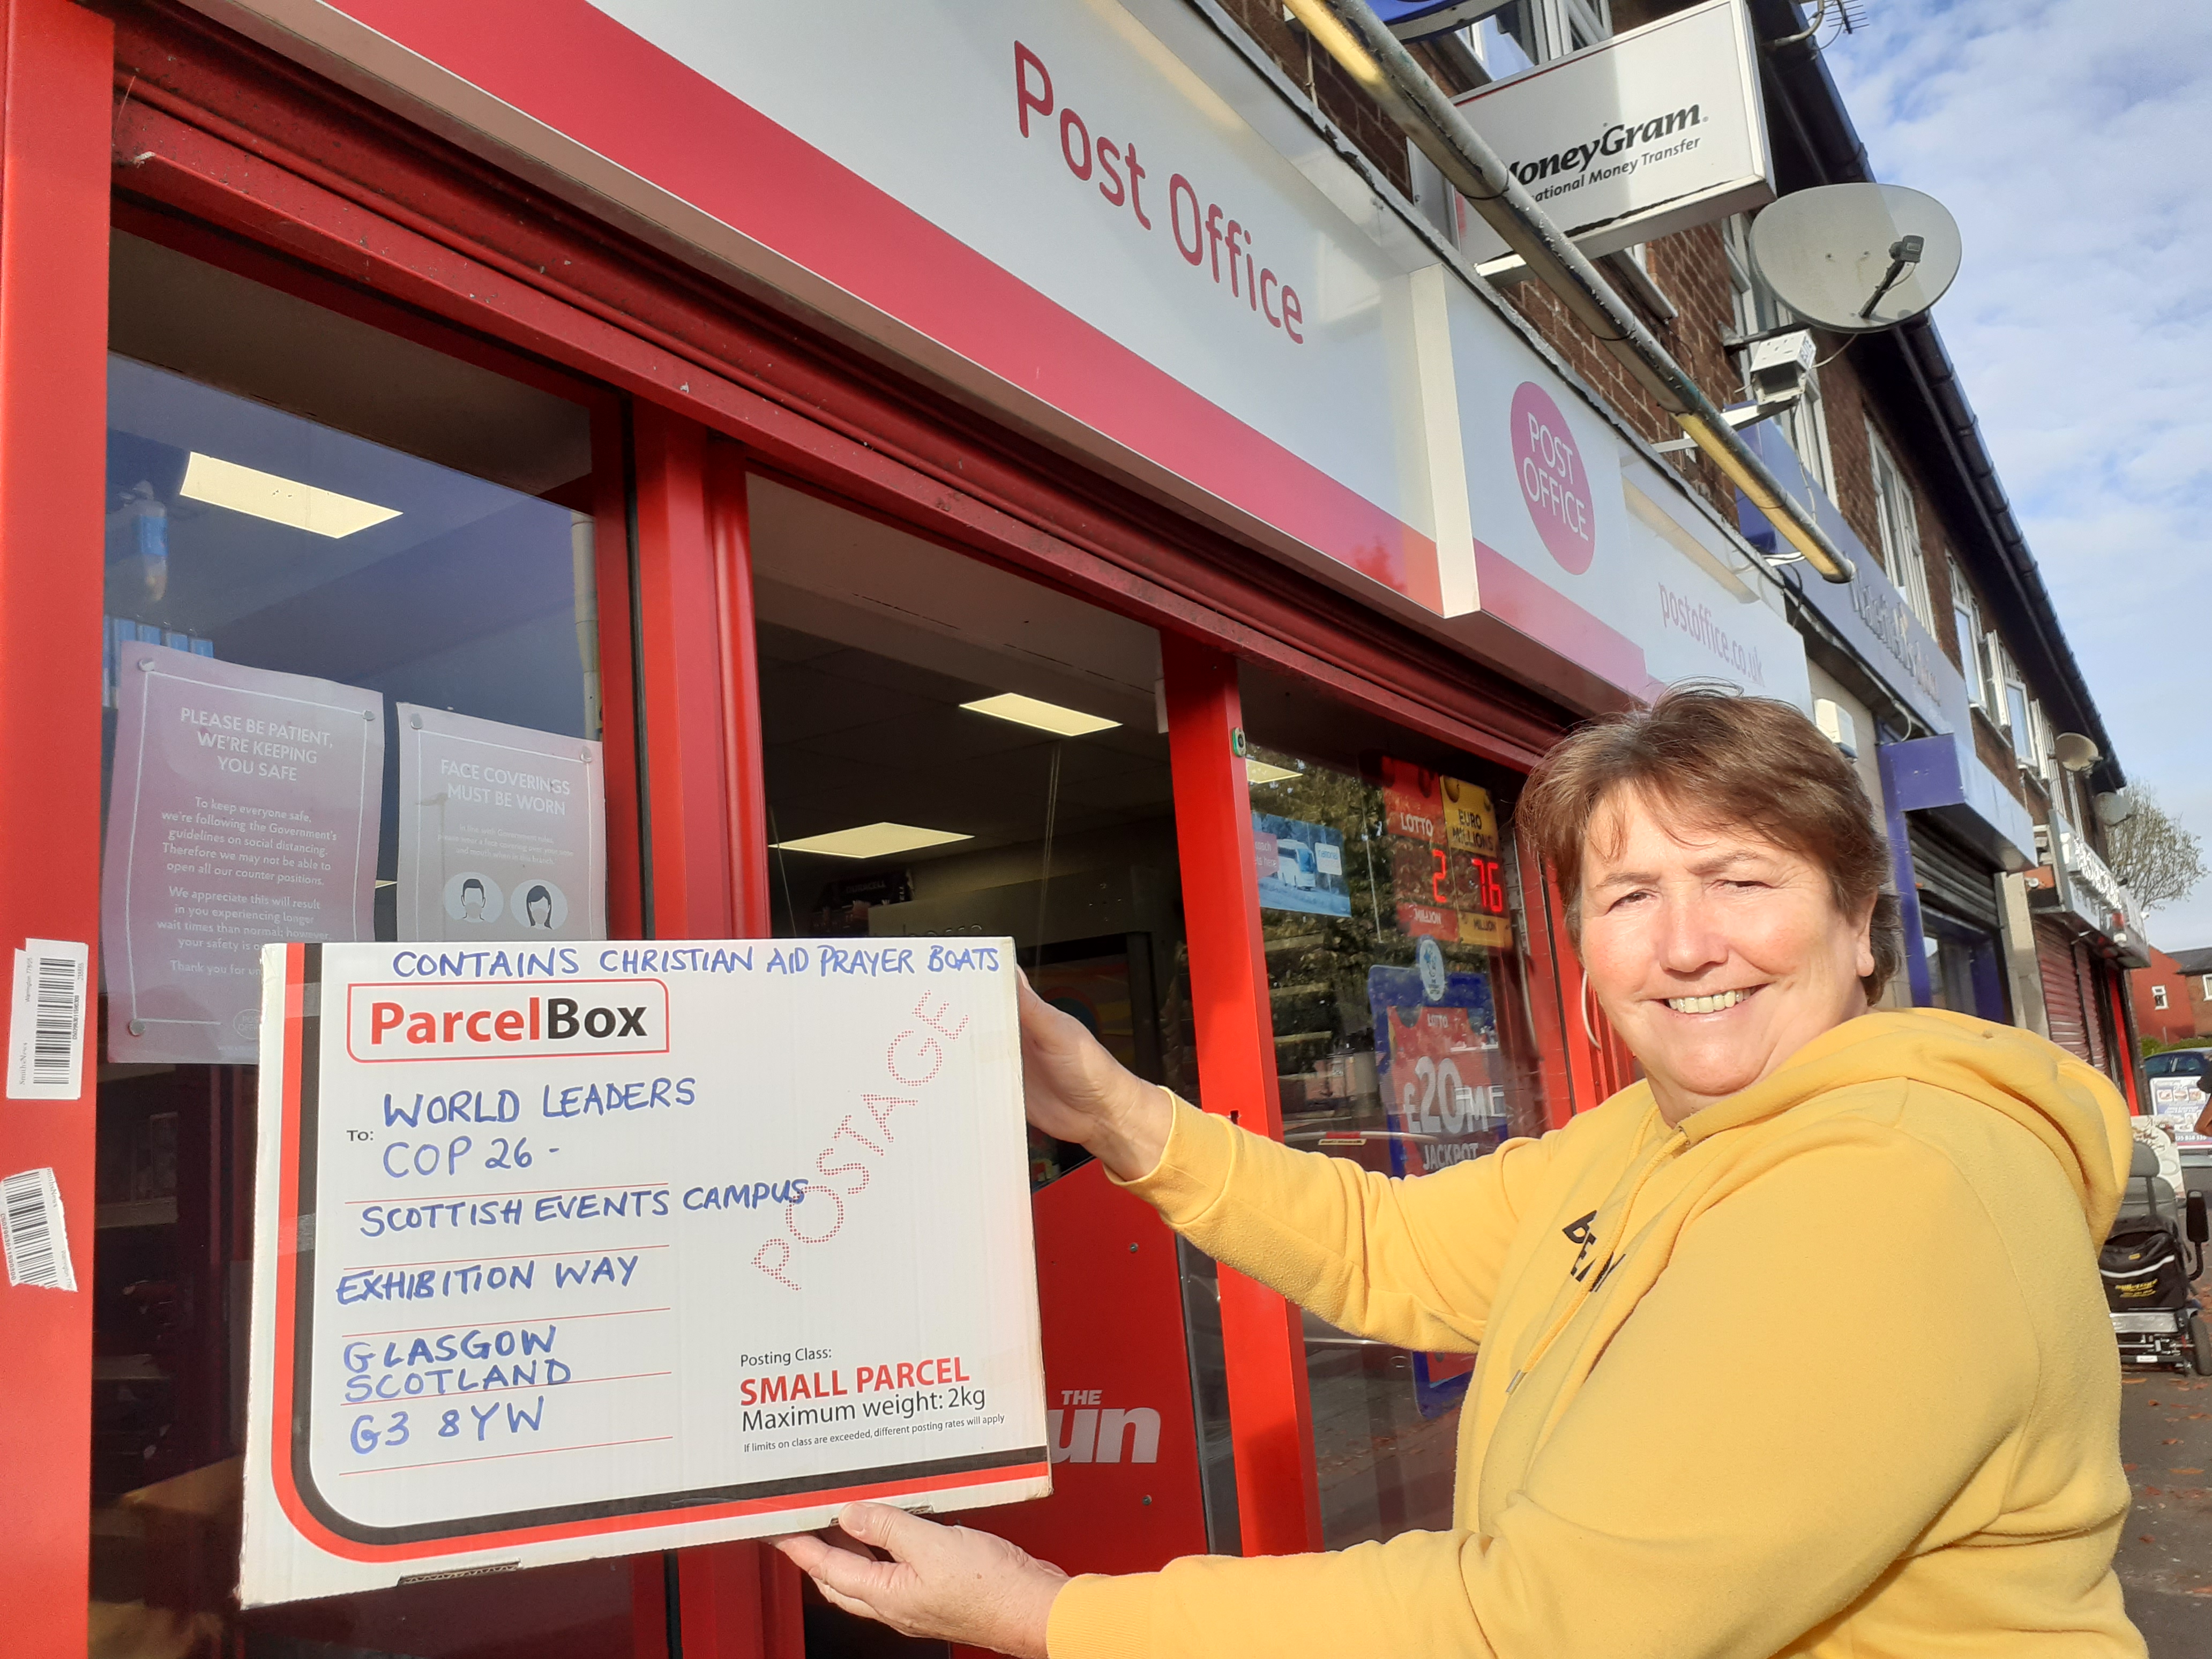 Post Office
MoneyGram.
International Money Transfer
POST
OFFICE
postoffice.co.uk
PLEASE BE PATIENT,
WE'RE KEEPING
YOU SAFE
To keep everyone safe,
we're following the Government's
guidelines on social distancing.
Therefore we may not be able to
open all our counter positions.
We appreciate this will result
in you experiencing longer
wait times than normal; however
your safety is
Thank you for
FACE COVERINGS
MUST BE WORN
LOTTO
2
MILLION
EURO
MILLIONS
76
MILLION
LOTTO
£20M
JACKPOT
CONTAINS CHRISTIAN AID PRAYER BOATS
ParcelBox
POSTAGE
To: WORLD LEADERS
COP 26 -
SCOTTISH EVENTS CAMPUS
EXHIBITION WAY
GLASGOW
SCOTLAND
G3 8YW
Posting Class:
SMALL PARCEL
Maximum weight: 2kg
If limits on class are exceeded, different posting rates will apply
THE
un